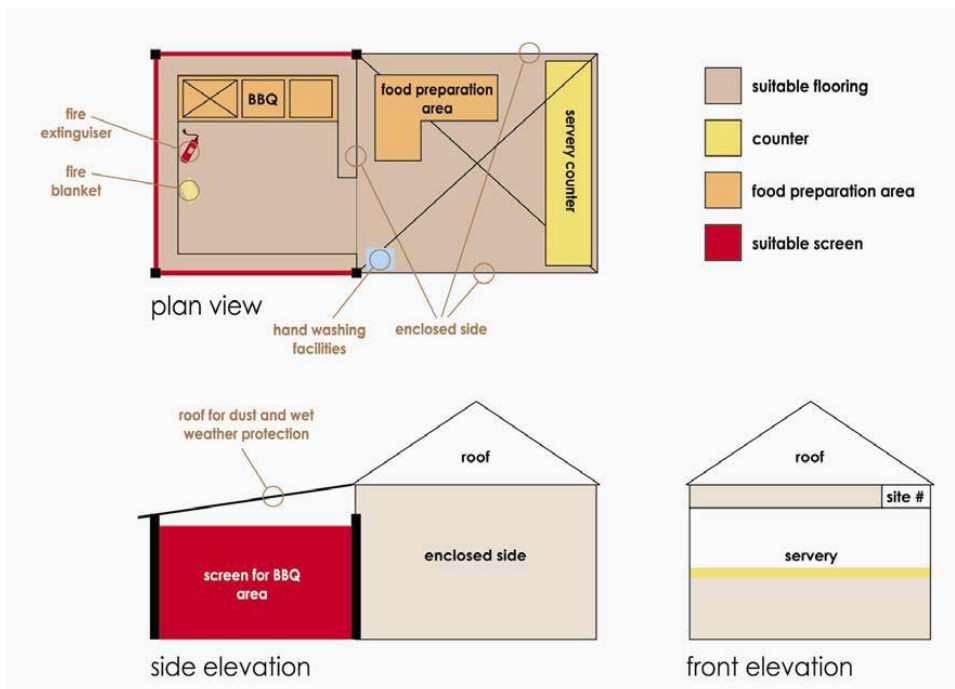 BBQ
food preparation
area
servery counter
fire
extinguiser
fire
blanket
suitable flooring
counter
food preparation area
suitable screen
plan view
hand washing
facilities
enclosed side
roof for dust and wet
weather protection
roof
screen for BBQ
area
enclosed side
side elevation
roof
site #
servery
front elevation